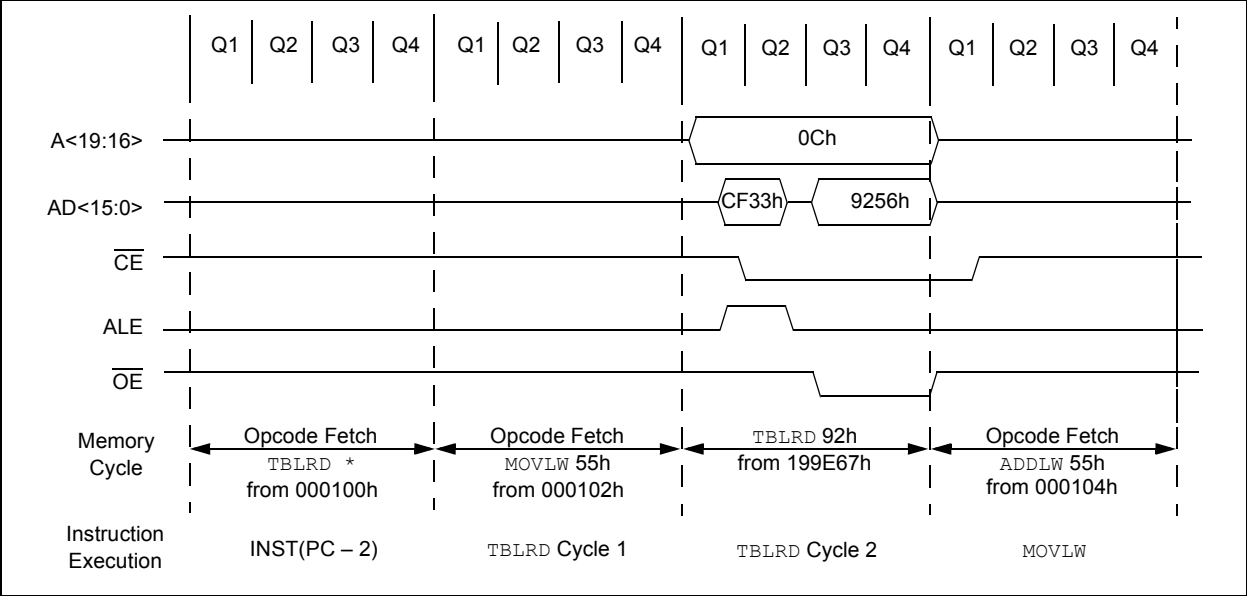 Q1 Q2 Q3 Q4 Q1 Q2 Q3 Q4 Q1 Q2 Q3 Q4 Q1 Q2 Q3 Q4
A<19:16> 0Ch
AD<15:0> CF33h 9256h
CE
ALE
OE
Memory Cycle
Opcode Fetch
TBLRD *
from 000100h
Opcode Fetch
MOVLW 55h
from 000102h
TBLRD 92h
from 199E67h
Opcode Fetch
ADDLW 55h
from 000104h
Instruction Execution
INST(PC – 2)
TBLRD Cycle 1
TBLRD Cycle 2
MOVLW